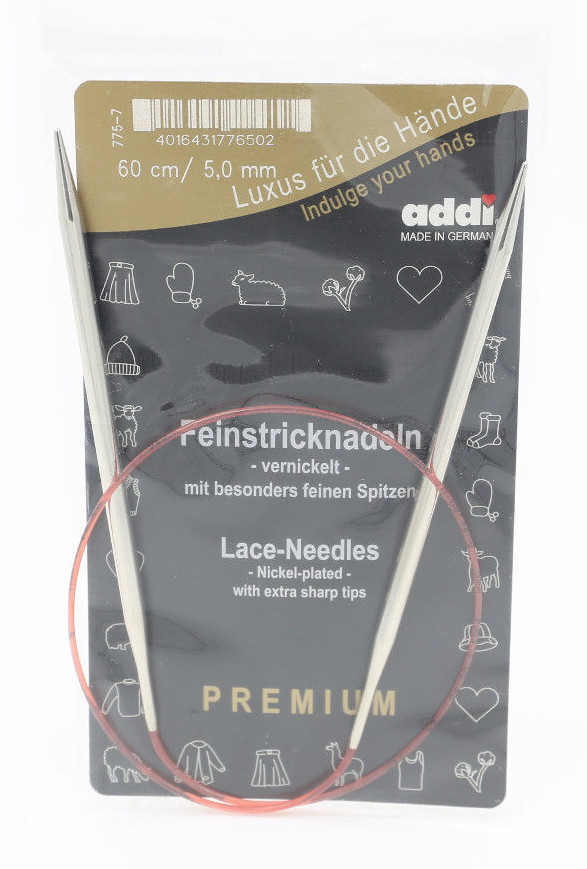 775-7
4016431776502
60 cm/ 5,0 mm
Luxus für die Hände
Indulge your hands
addi
MADE IN GERMAN
Feinstricknadeln
- vernickelt -
mit besonders feinen Spitzen
Lace-Needles
- Nickel-plated -
with extra sharp tips
PREMIUM